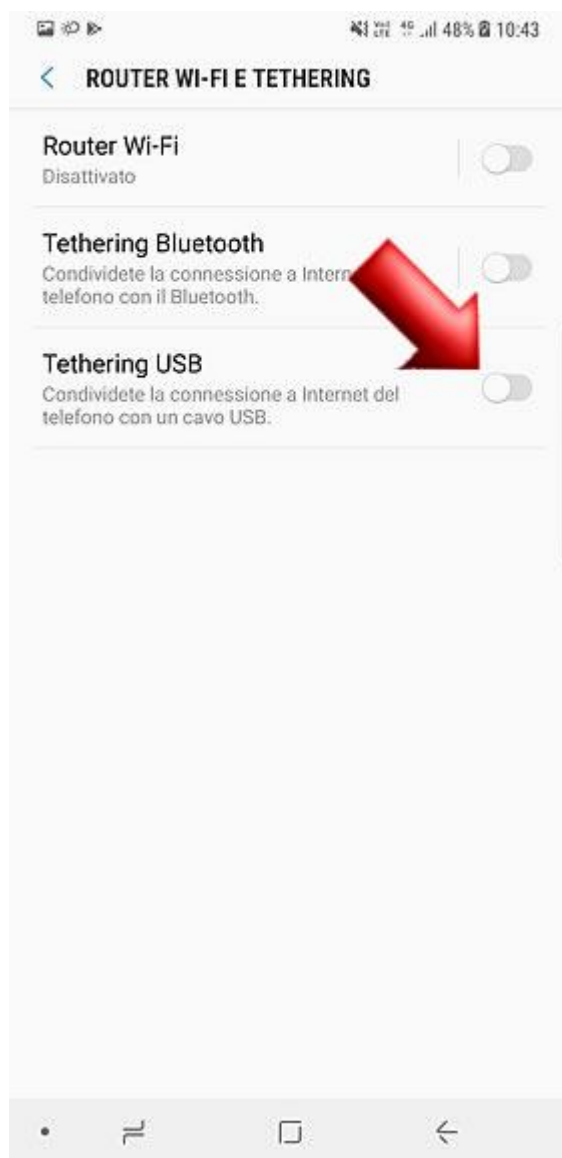 48% 10:43
ROUTER WI-FI E TETHERING
Router Wi-Fi
Disattivato
Tethering Bluetooth
Condividete la connessione a Intern
telefono con il Bluetooth.
Tethering USB
Condividete la connessione a Internet del
telefono con un cavo USB.